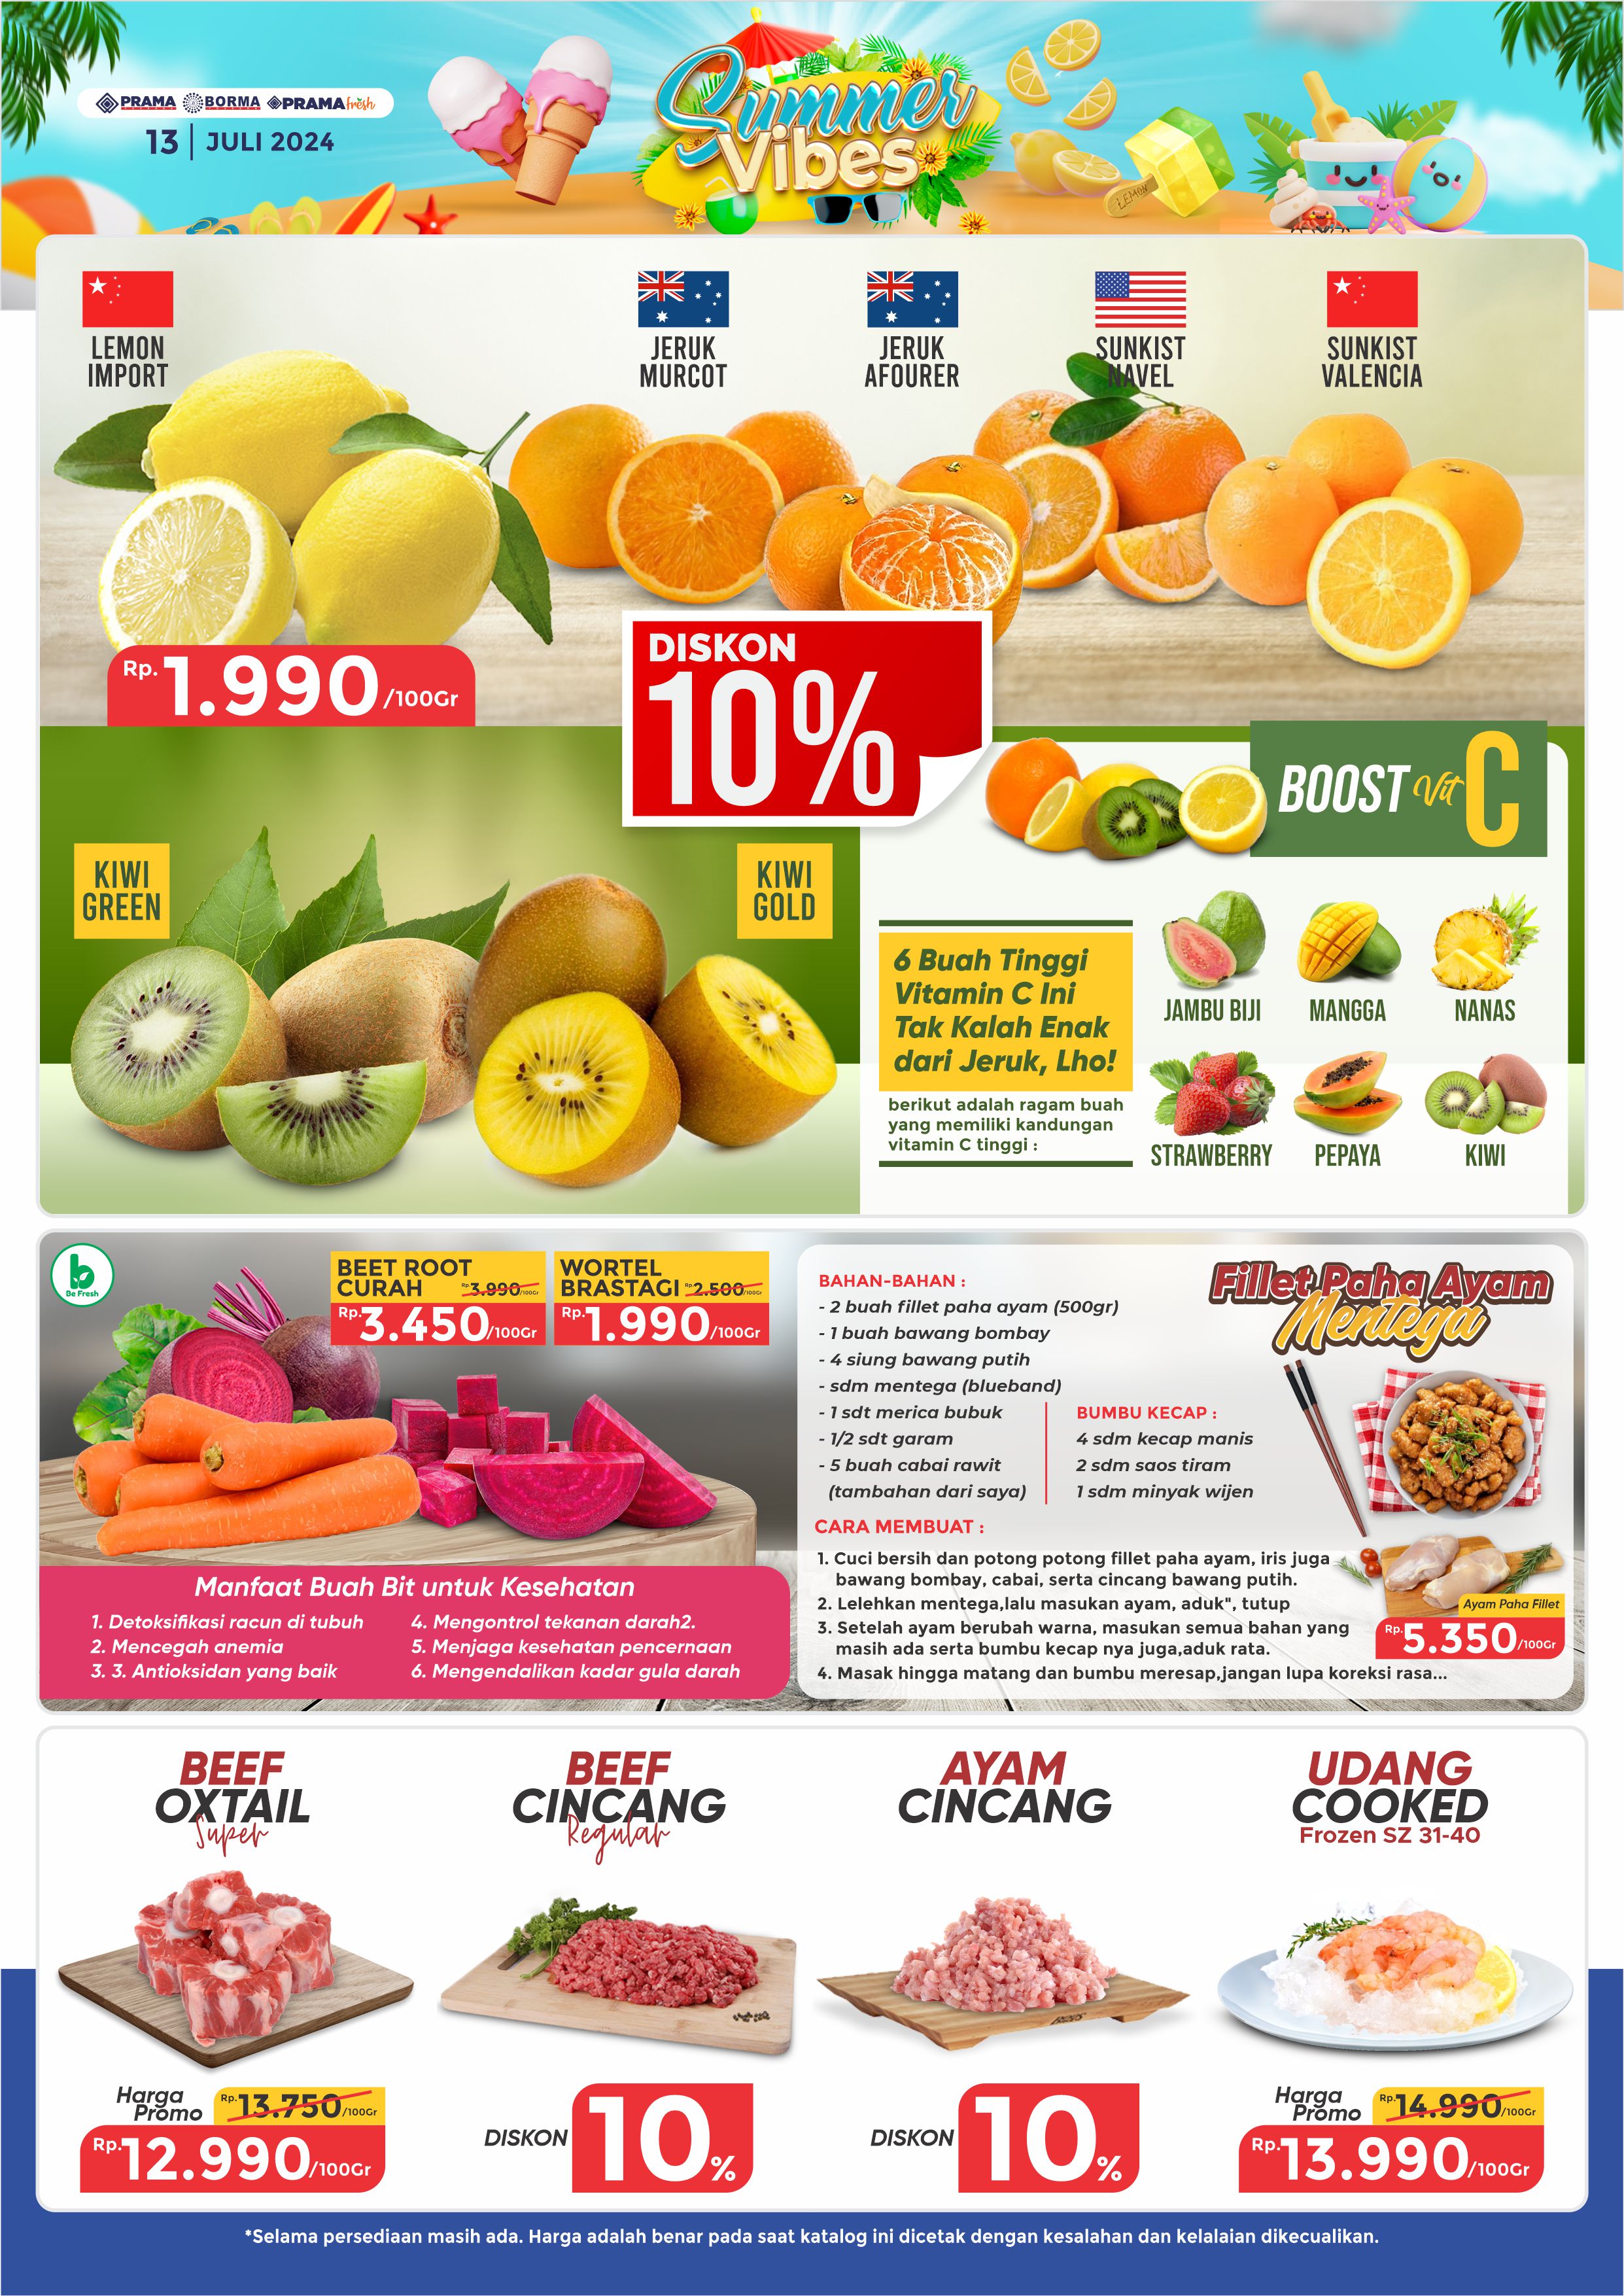 PRAMA BORMA PRAMA fresh
13 | JULI 2024
Summer
Vibes
LEMON
LEMON
IMPORT
JERUK
MURCOT
JERUK
AFOURER
SUNKIST
NAVEL
SUNKIST
VALENCIA
Rp. 1.990 /100Gr
DISKON
10%
BOOST Vit C
KIWI
GREEN
KIWI
GOLD
6 Buah Tinggi
Vitamin C Ini
Tak Kalah Enak
dari Jeruk, Lho!
berikut adalah ragam buah
yang memiliki kandungan
vitamin C tinggi :
JAMBU BIJI
MANGGA
NANAS
STRAWBERRY
PEPAYA
KIWI
b
Be Fresh
BEET ROOT
CURAH Rp.3.990/100Gr
Rp.3.450/100Gr
WORTEL
BRASTAGI Rp.2.500/100Gr
Rp.1.990/100Gr
Manfaat Buah Bit untuk Kesehatan
1. Detoksifikasi racun di tubuh
2. Mencegah anemia
3. 3. Antioksidan yang baik
4. Mengontrol tekanan darah2.
5. Menjaga kesehatan pencernaan
6. Mengendalikan kadar gula darah
Fillet Paha Ayam
Mentega
BAHAN-BAHAN :
- 2 buah fillet paha ayam (500gr)
- 1 buah bawang bombay
- 4 siung bawang putih
- sdm mentega (blueband)
- 1 sdt merica bubuk
- 1/2 sdt garam
- 5 buah cabai rawit
(tambahan dari saya)
BUMBU KECAP :
4 sdm kecap manis
2 sdm saos tiram
1 sdm minyak wijen
CARA MEMBUAT :
1. Cuci bersih dan potong potong fillet paha ayam, iris juga
bawang bombay, cabai, serta cincang bawang putih.
2. Lelehkan mentega,lalu masukan ayam, aduk", tutup
3. Setelah ayam berubah warna, masukan semua bahan yang
masih ada serta bumbu kecap nya juga,aduk rata.
4. Masak hingga matang dan bumbu meresap,jangan lupa koreksi rasa...
Ayam Paha Fillet
Rp.5.350/100Gr
BEEF
OXTAIL
Super
Harga
Promo
Rp.13.750/100Gr
Rp.12.990/100Gr
BEEF
CINCANG
Regular
DISKON 10%
AYAM
CINCANG
DISKON 10%
UDANG
COOKED
Frozen SZ 31-40
Harga
Promo
Rp.14.990/100Gr
Rp.13.990/100Gr
*Selama persediaan masih ada. Harga adalah benar pada saat katalog ini dicetak dengan kesalahan dan kelalaian dikecualikan.